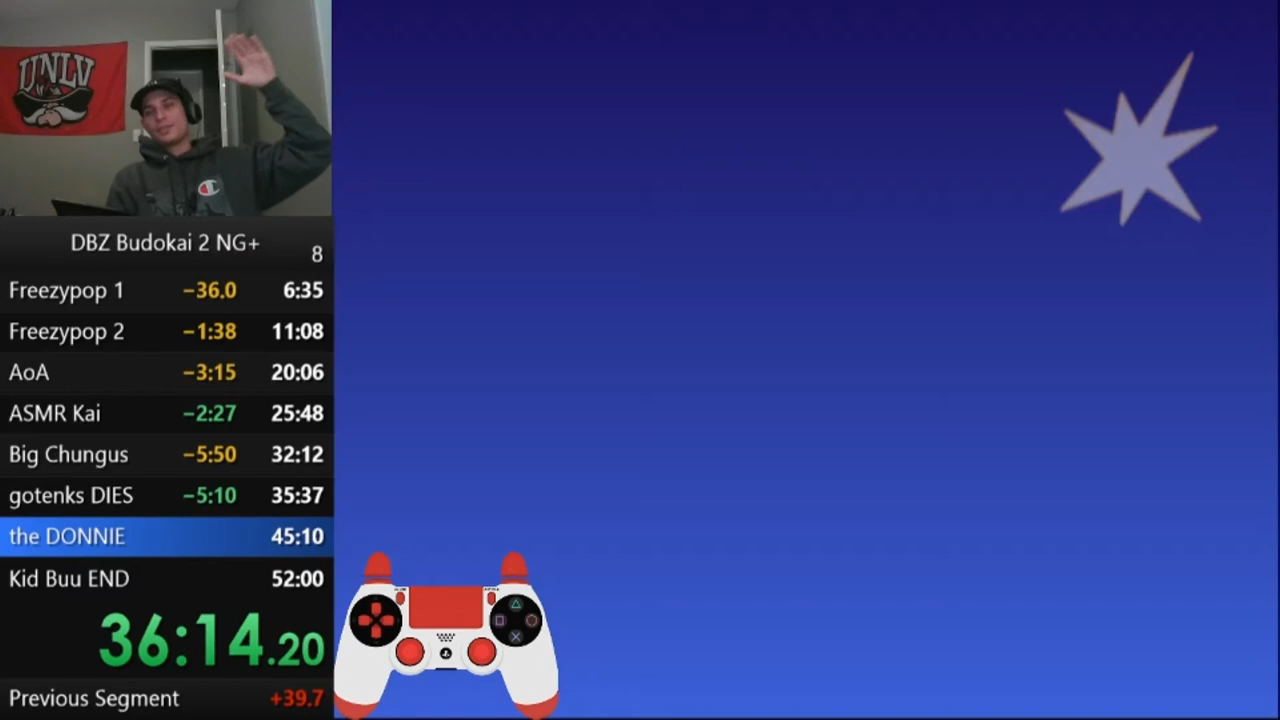 UNLV
DBZ Budokai 2 NG+
8
Freezypop 1 −36.0 6:35
Freezypop 2 −1:38 11:08
AoA −3:15 20:06
ASMR Kai −2:27 25:48
Big Chungus −5:50 32:12
gotenks DIES −5:10 35:37
the DONNIE 45:10
Kid Buu END 52:00
36:14.20
Previous Segment +39.7